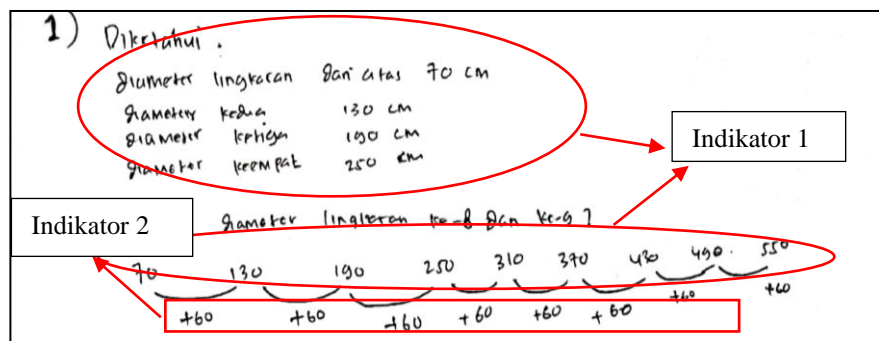 1) Diketahui :
diameter lingkaran dari atas 70 cm
diameter kedua 130 cm
diameter ketiga 190 cm
diameter keempat 250 cm
Indikator 1
diameter lingkaran ke-8 dan ke-9 ?
Indikator 2
70 130 190 250 310 370 430 490. 550
+60 +60 +60 +60 +60 +60 +60 +60